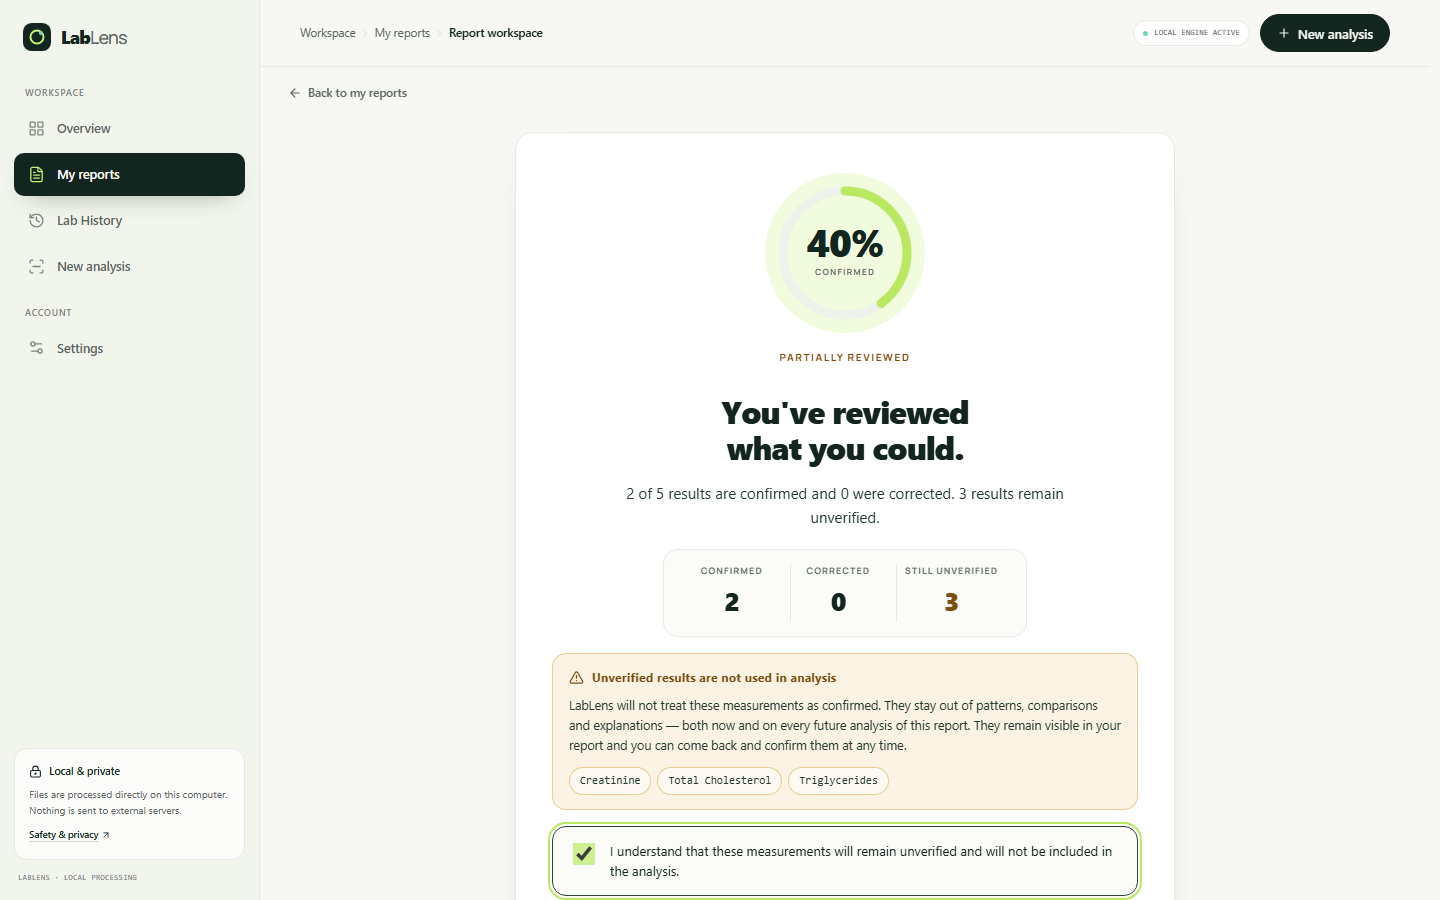 LabLens
WORKSPACE
Overview
My reports
Lab History
New analysis
ACCOUNT
Settings
Local & private
Files are processed directly on this computer.
Nothing is sent to external servers.
Safety & privacy
LABLENS · LOCAL PROCESSING
Workspace › My reports › Report workspace
LOCAL ENGINE ACTIVE
New analysis
Back to my reports
40%
CONFIRMED
PARTIALLY REVIEWED
You've reviewed
what you could.
2 of 5 results are confirmed and 0 were corrected. 3 results remain
unverified.
CONFIRMED
2
CORRECTED
0
STILL UNVERIFIED
3
Unverified results are not used in analysis
LabLens will not treat these measurements as confirmed. They stay out of patterns, comparisons
and explanations — both now and on every future analysis of this report. They remain visible in your
report and you can come back and confirm them at any time.
Creatinine
Total Cholesterol
Triglycerides
I understand that these measurements will remain unverified and will not be included in
the analysis.